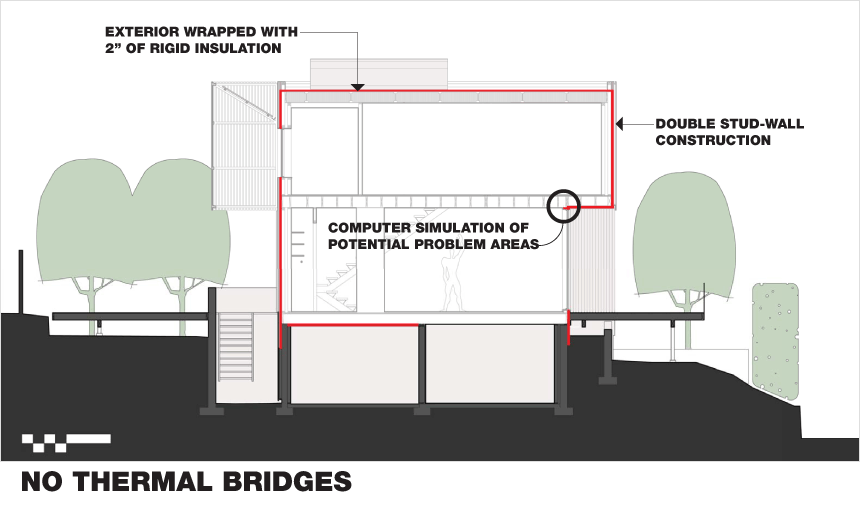 EXTERIOR WRAPPED WITH
2” OF RIGID INSULATION
DOUBLE STUD-WALL
CONSTRUCTION
COMPUTER SIMULATION OF
POTENTIAL PROBLEM AREAS
NO THERMAL BRIDGES